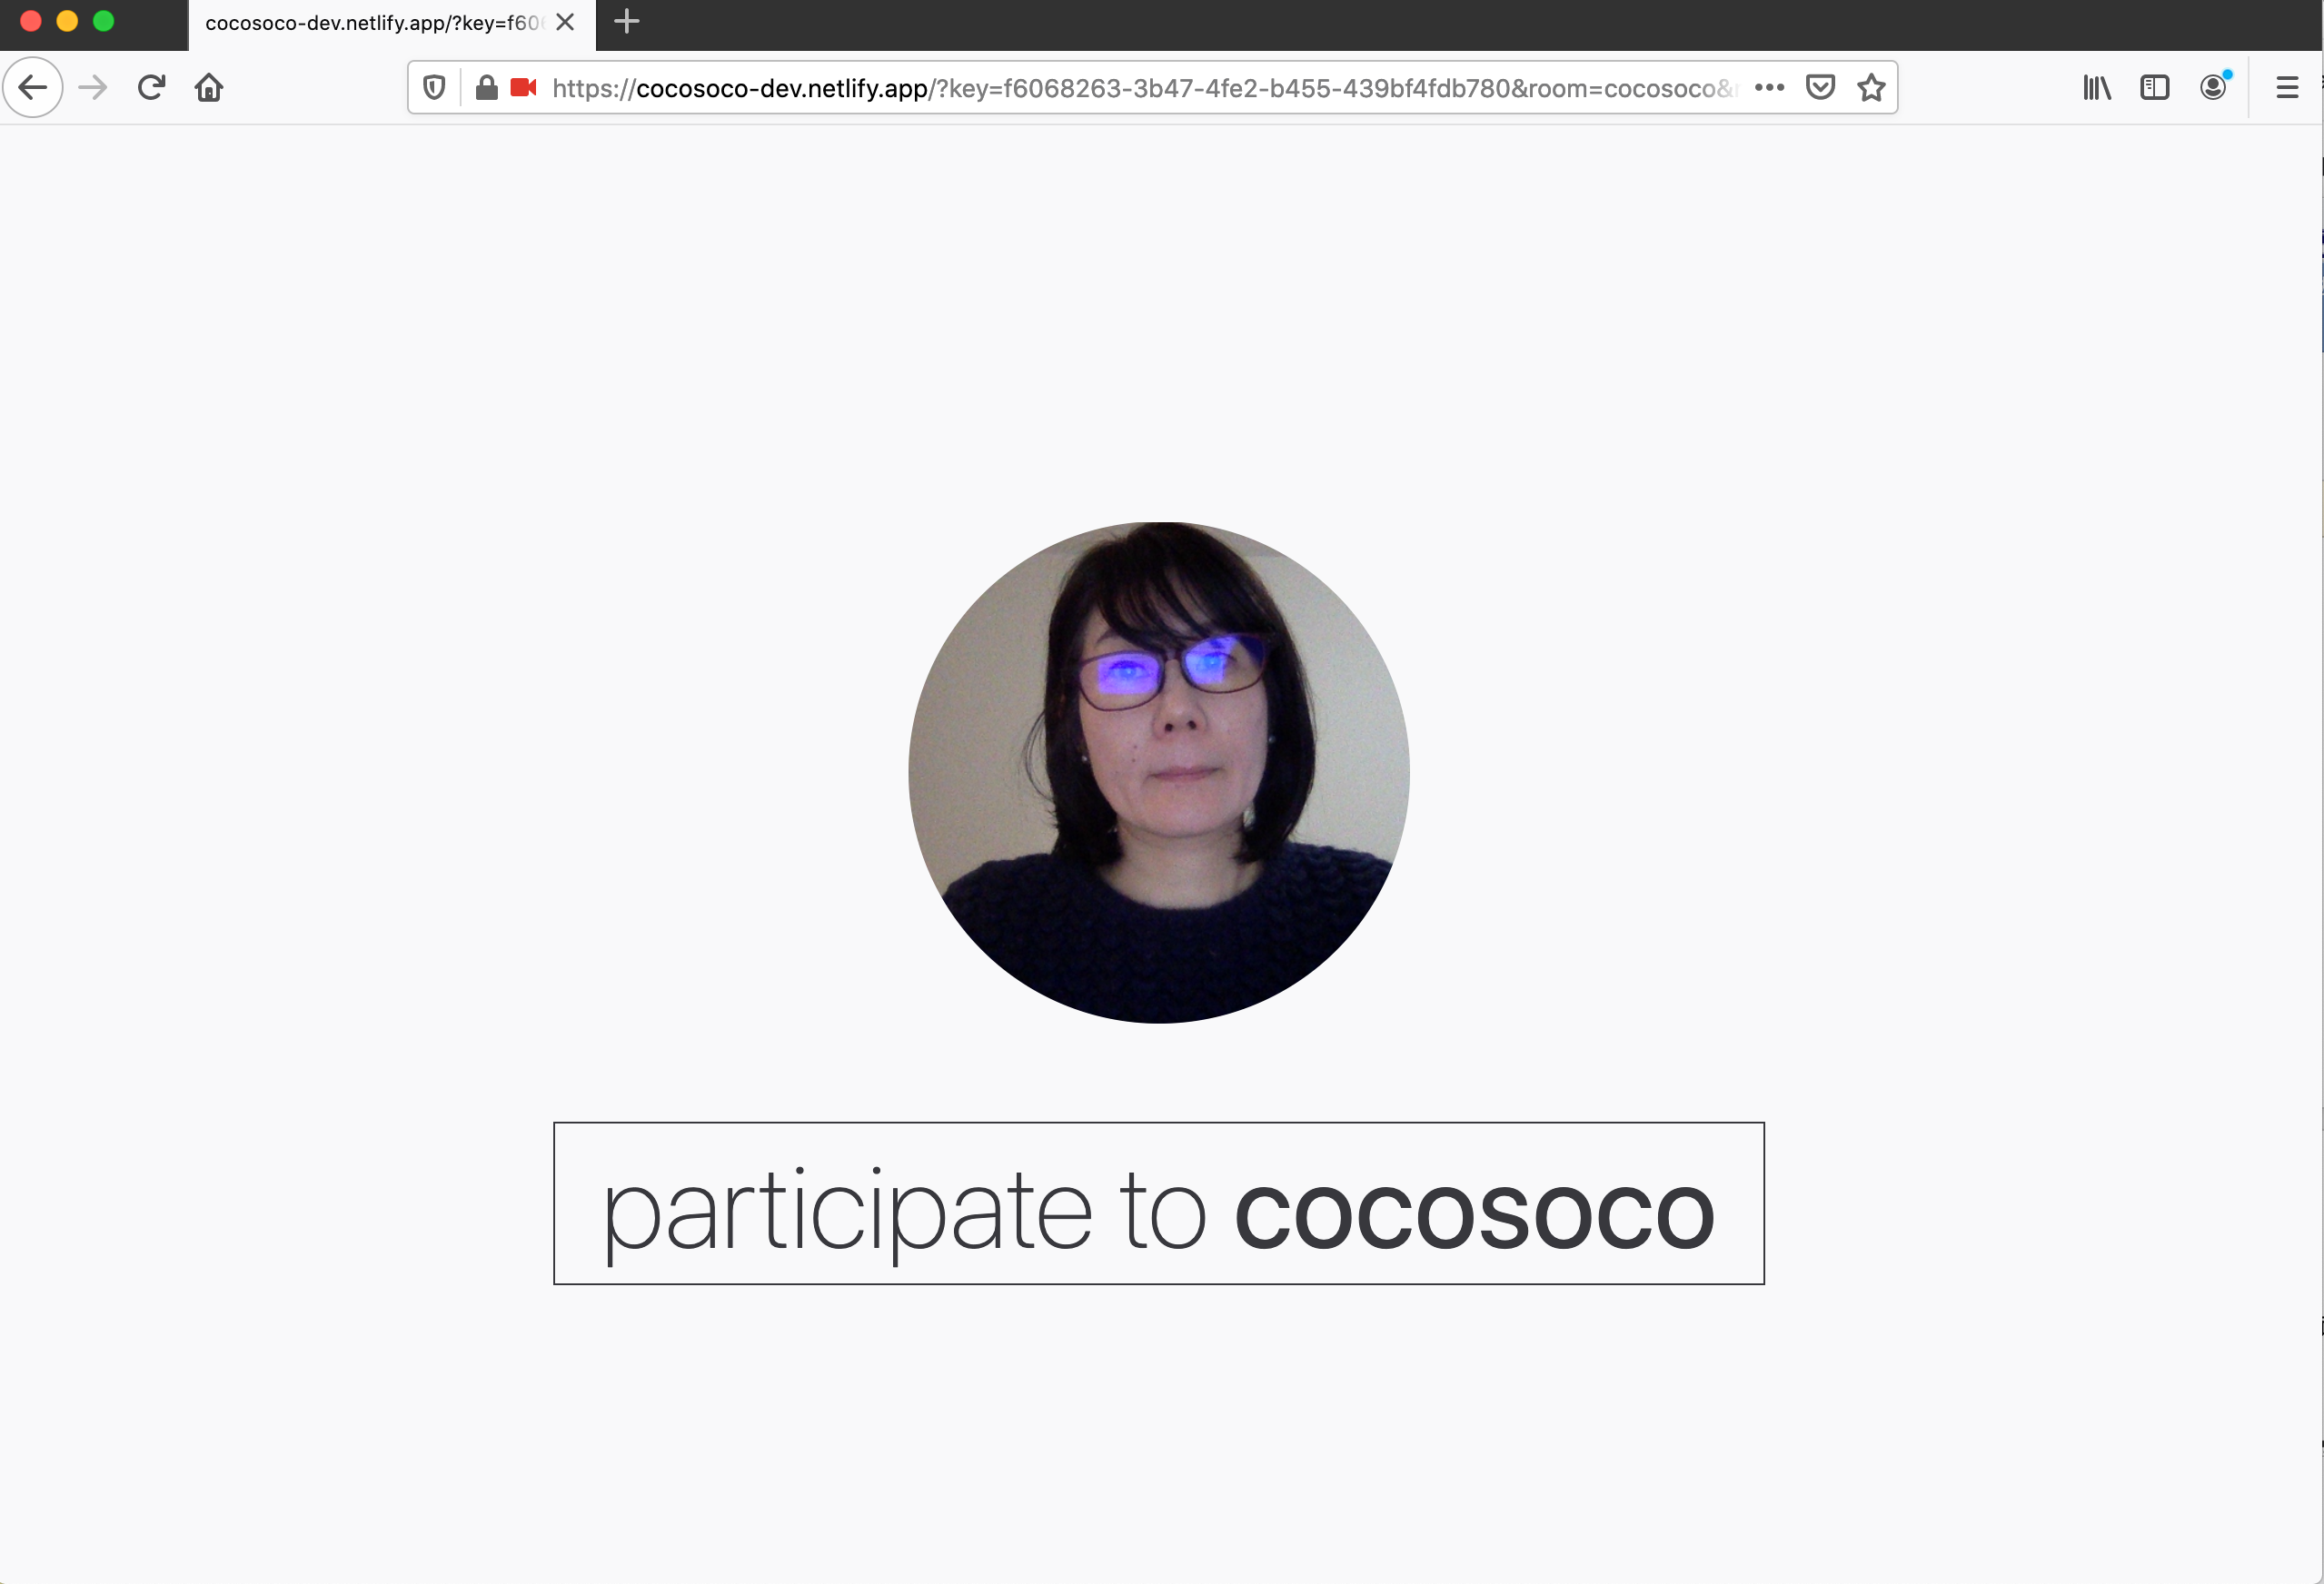 cocosoco-dev.netlify.app/?key=f606
https://cocosoco-dev.netlify.app/?key=f6068263-3b47-4fe2-b455-439bf4fdb780&room=cocosoco&
participate to cocosoco